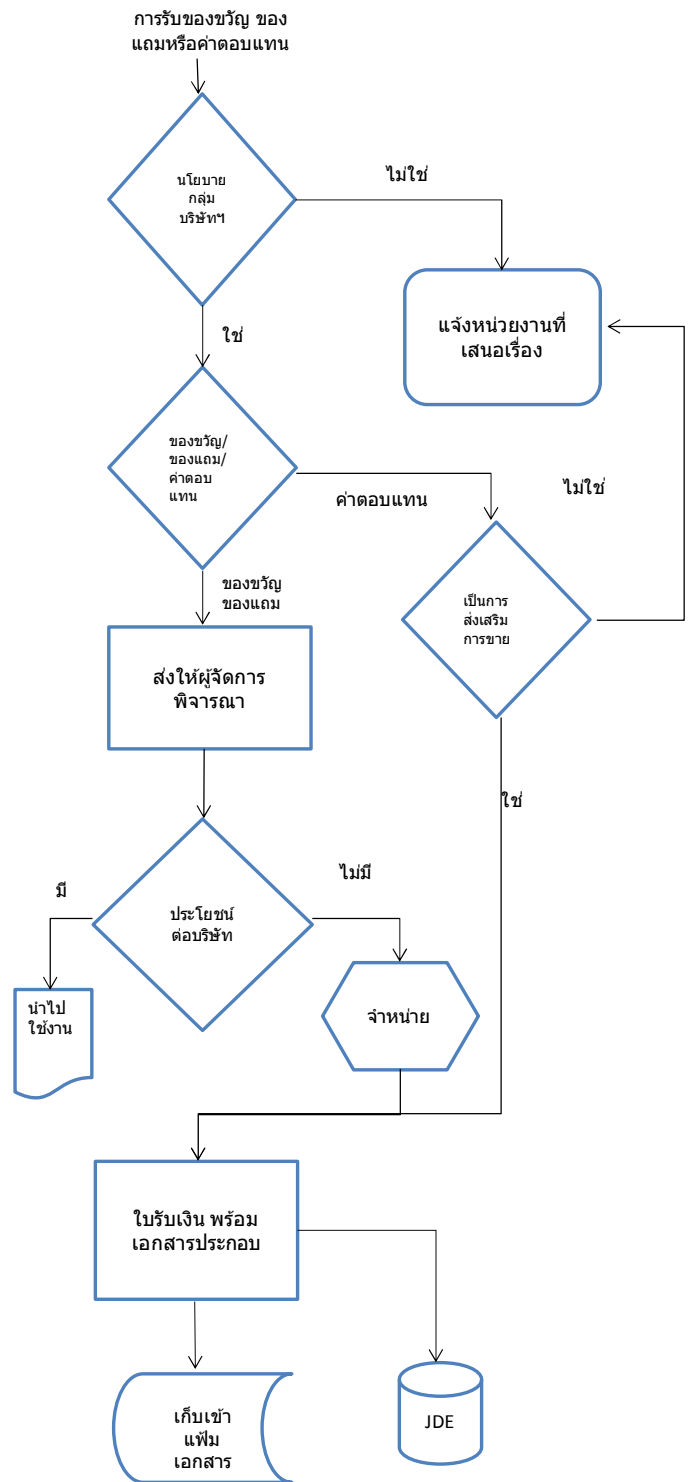 การรับของขวัญ ของ
แถมหรือค่าตอบแทน
นโยบาย
กลุ่ม
บริษัทฯ
ไม่ใช่
แจ้งหน่วยงานที่
เสนอเรื่อง
ใช่
ของขวัญ/
ของแถม/
ค่าตอบ
แทน
ค่าตอบแทน
ไม่ใช่
ของขวัญ
ของแถม
เป็นการ
ส่งเสริม
การขาย
ส่งให้ผู้จัดการ
พิจารณา
ใช่
มี
ไม่มี
ประโยชน์
ต่อบริษัท
นำไป
ใช้งาน
จำหน่าย
ใบรับเงิน พร้อม
เอกสารประกอบ
เก็บเข้า
แฟ้ม
เอกสาร
JDE